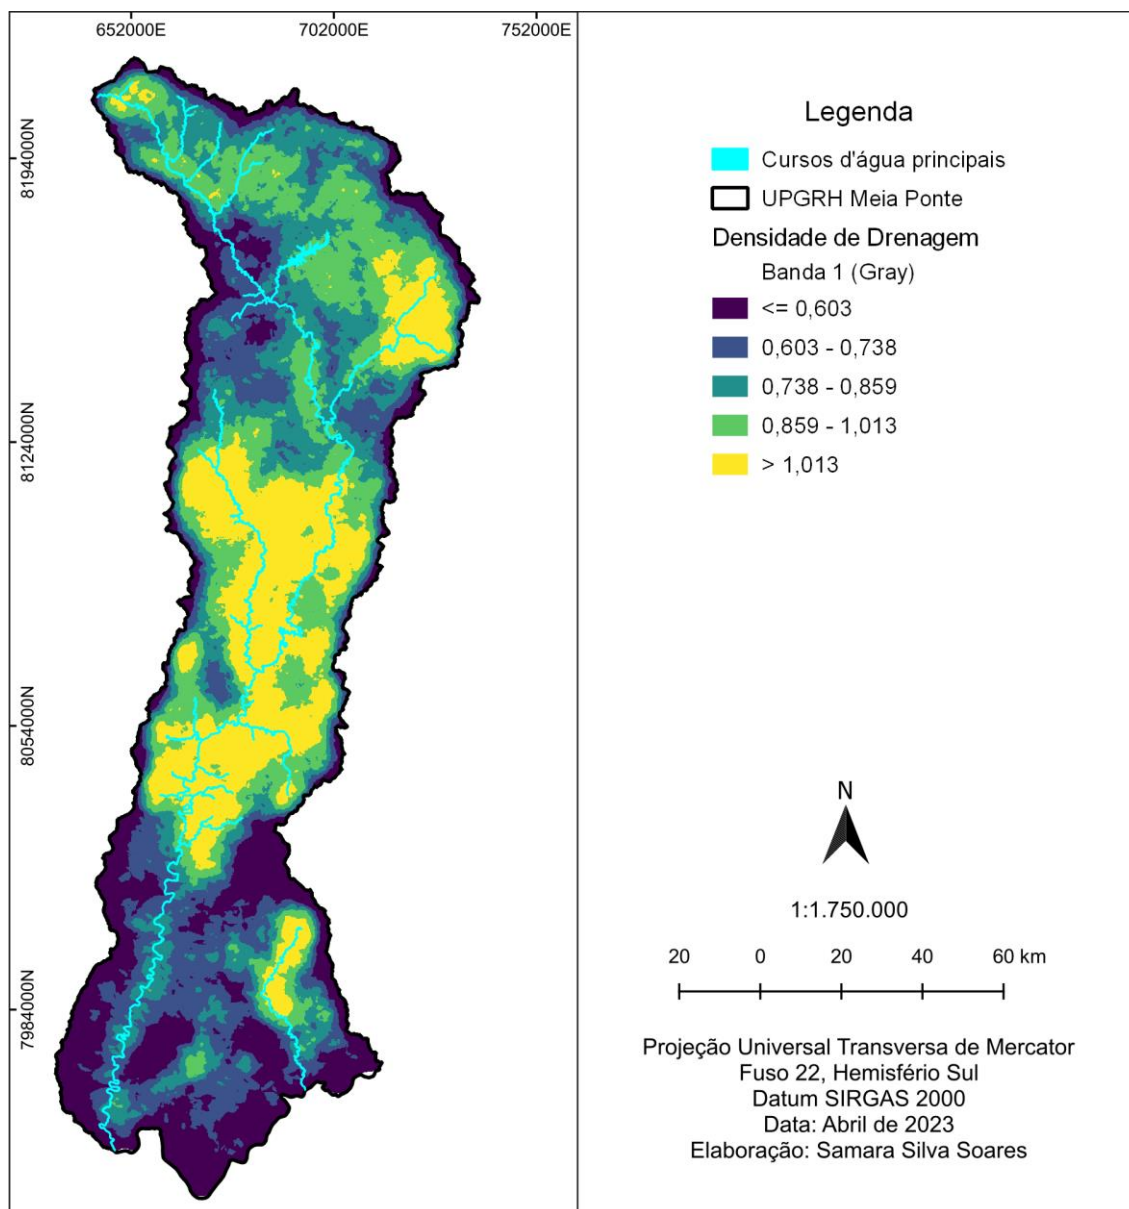 652000E
702000E
752000E
8194000N
8124000N
8054000N
7984000N
Legenda
Cursos d'água principais
UPGRH Meia Ponte
Densidade de Drenagem
Banda 1 (Gray)
<= 0,603
0,603 - 0,738
0,738 - 0,859
0,859 - 1,013
> 1,013
N
1:1.750.000
20 0 20 40 60 km
Projeção Universal Transversa de Mercator
Fuso 22, Hemisfério Sul
Datum SIRGAS 2000
Data: Abril de 2023
Elaboração: Samara Silva Soares